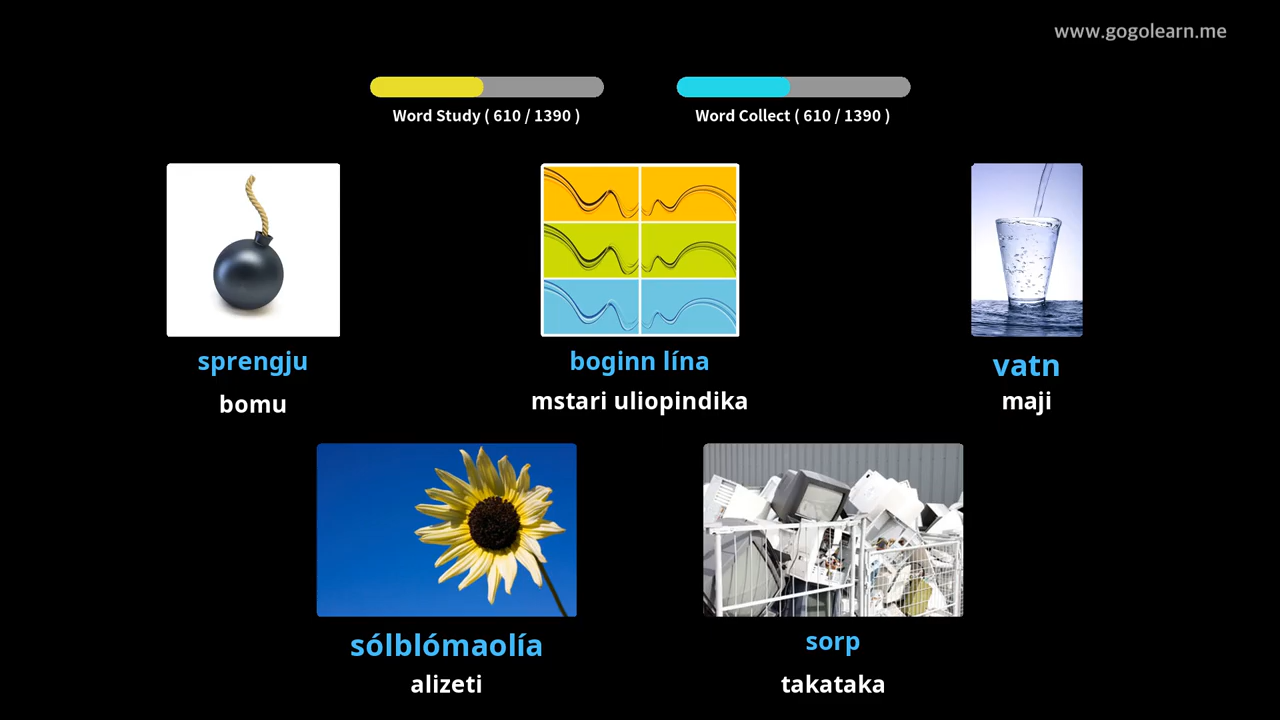 www.gogolearn.me
Word Study ( 610 / 1390 )
Word Collect ( 610 / 1390 )
sprengju
bomu
boginn lína
mstari uliopindika
vatn
maji
sólblómaolía
alizeti
sorp
takataka